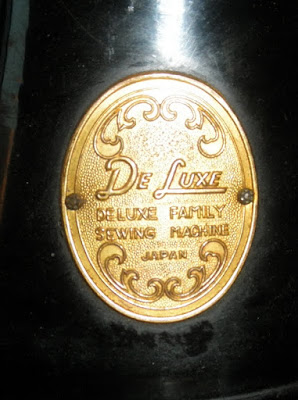 De Luxe
DELUXE FAMILY
SEWING MACHINE
JAPAN